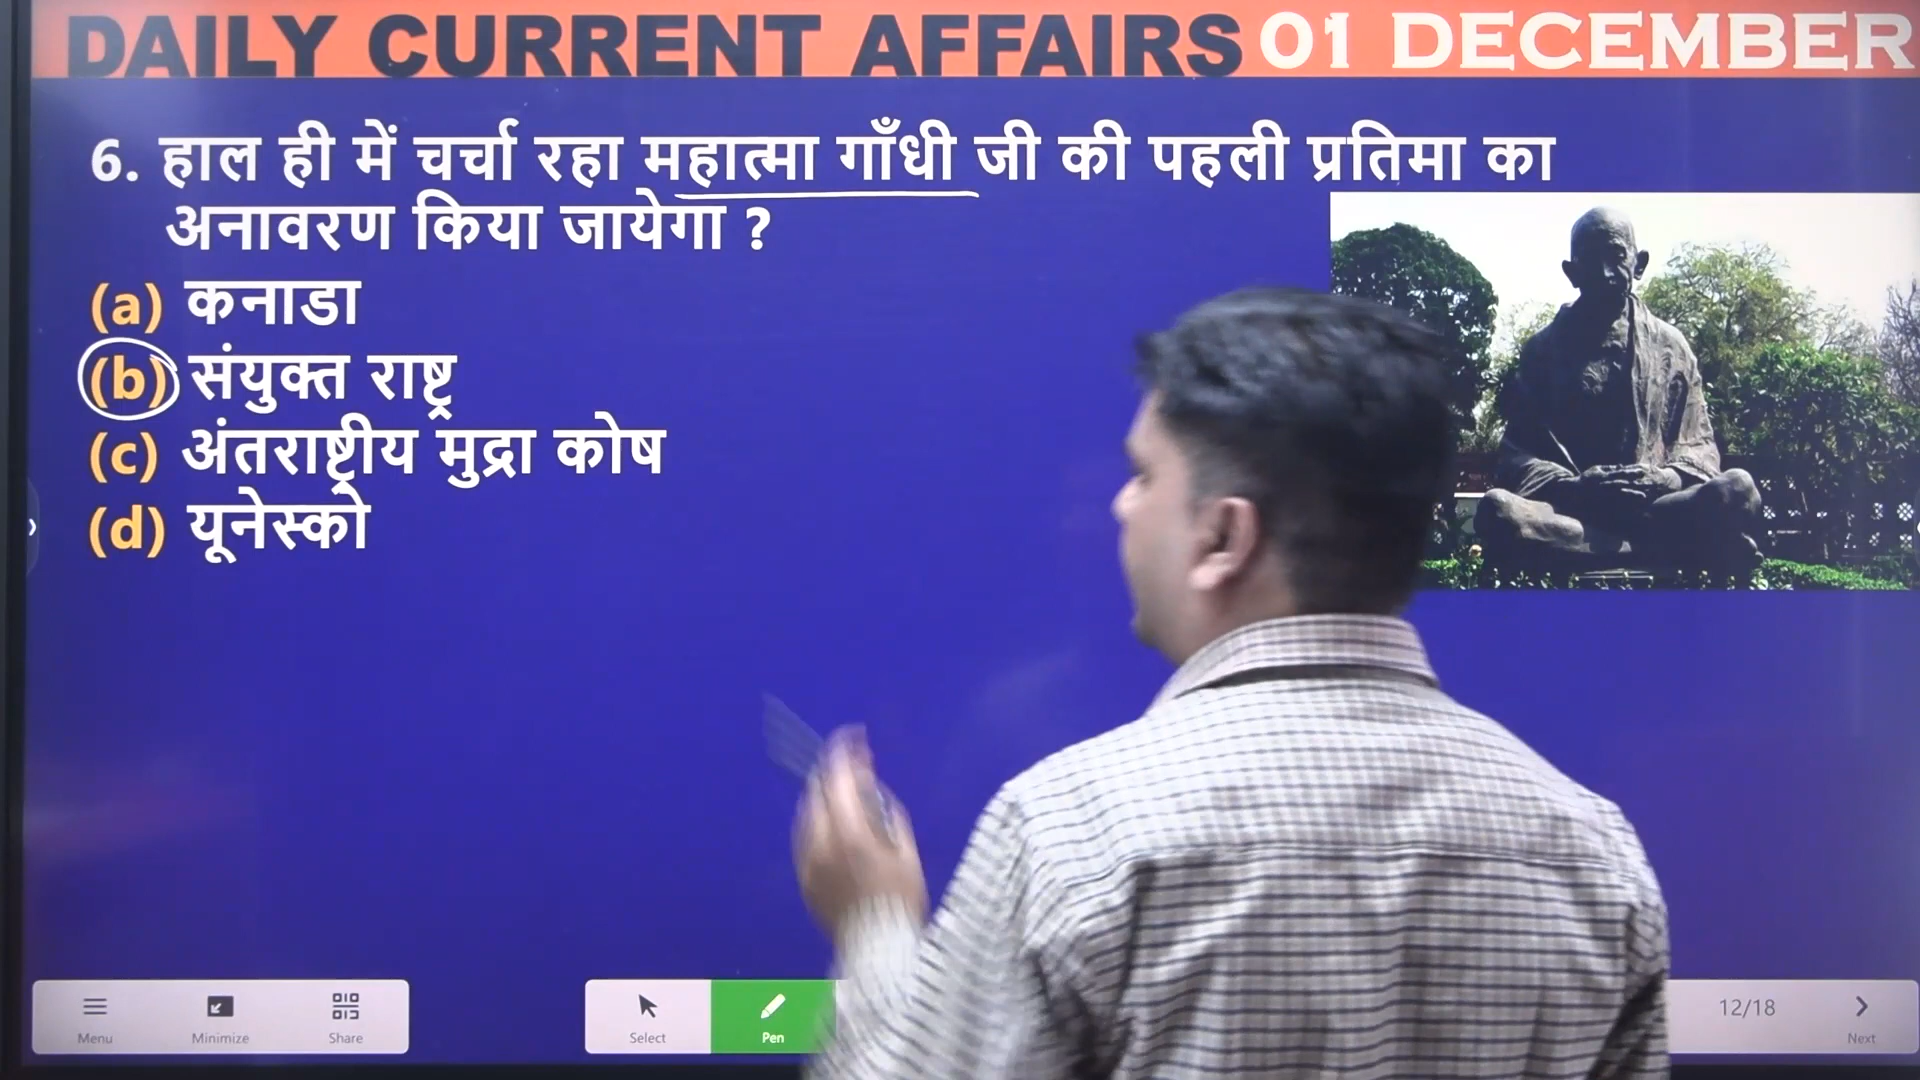 DAILY CURRENT AFFAIRS 01 DECEMBER
6. हाल ही में चर्चा रहा महात्मा गाँधी जी की पहली प्रतिमा का
अनावरण किया जायेगा ?
(a) कनाडा
(b) संयुक्त राष्ट्र
(c) अंतराष्ट्रीय मुद्रा कोष
(d) यूनेस्को
Menu Minimize Share Select Pen 12/18 Next